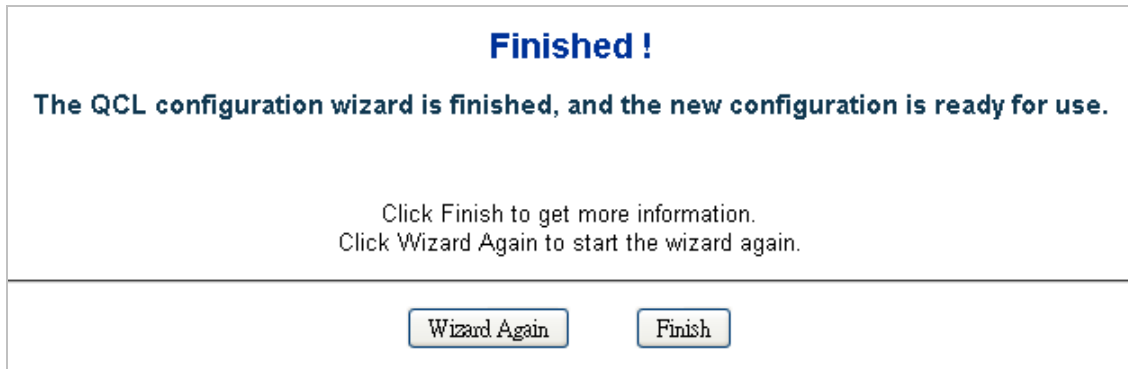 Finished !
The QCL configuration wizard is finished, and the new configuration is ready for use.
Click Finish to get more information.
Click Wizard Again to start the wizard again.
Wizard Again
Finish